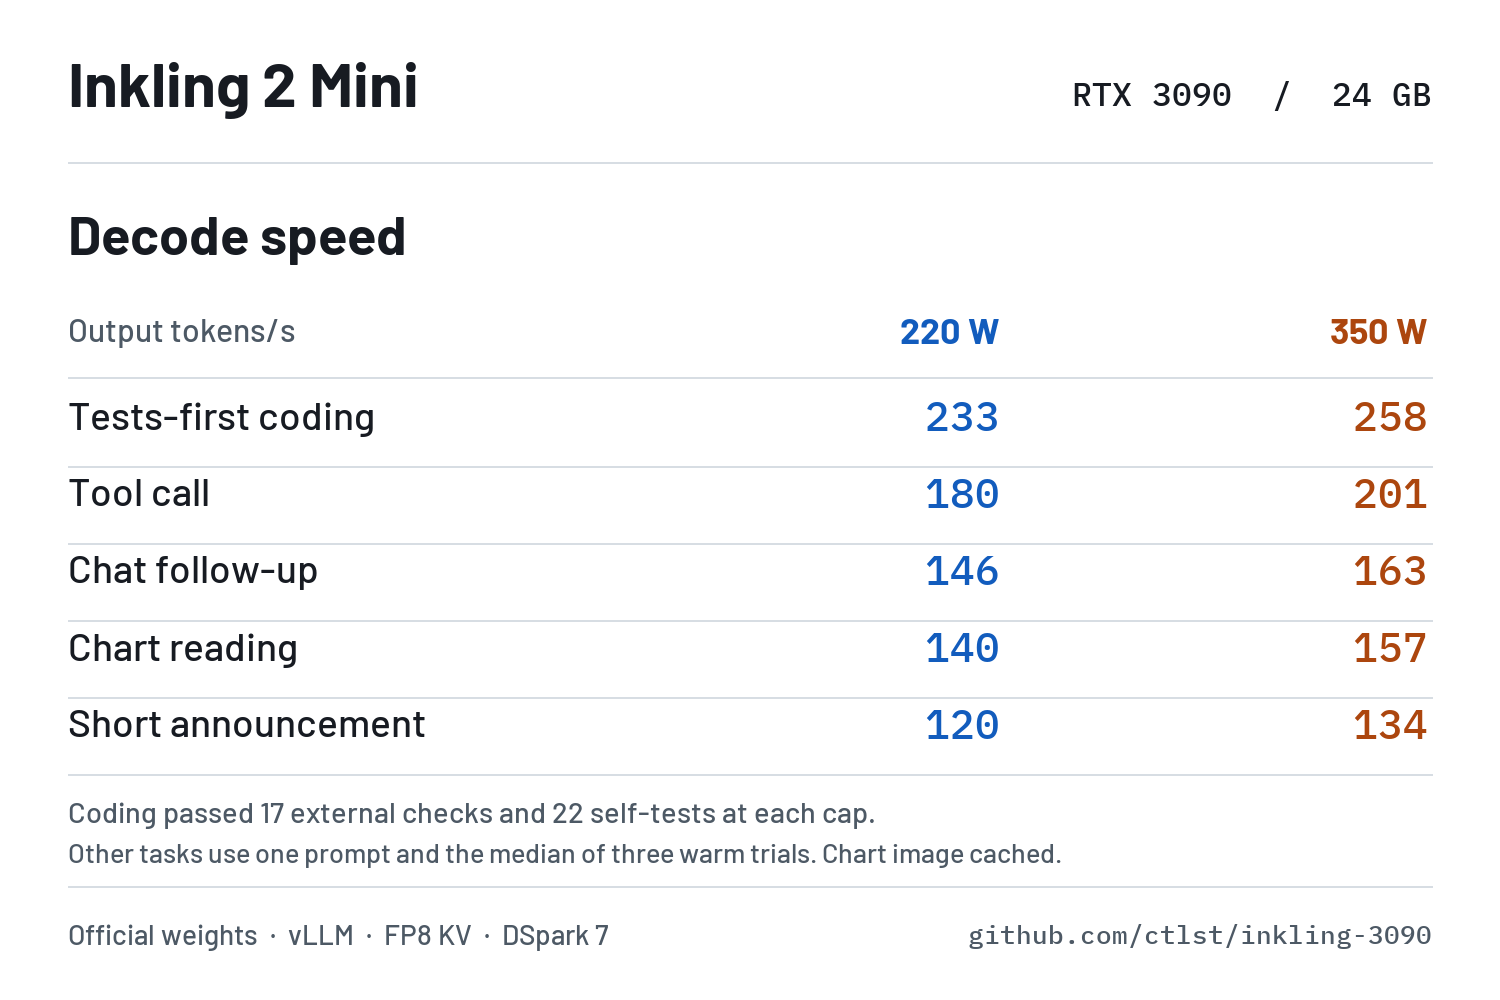 Inkling 2 Mini
RTX 3090 / 24 GB
Decode speed
Output tokens/s 220 W 350 W
Tests-first coding 233 258
Tool call 180 201
Chat follow-up 146 163
Chart reading 140 157
Short announcement 120 134
Coding passed 17 external checks and 22 self-tests at each cap.
Other tasks use one prompt and the median of three warm trials. Chart image cached.
Official weights · vLLM · FP8 KV · DSpark 7
github.com/ctlst/inkling-3090